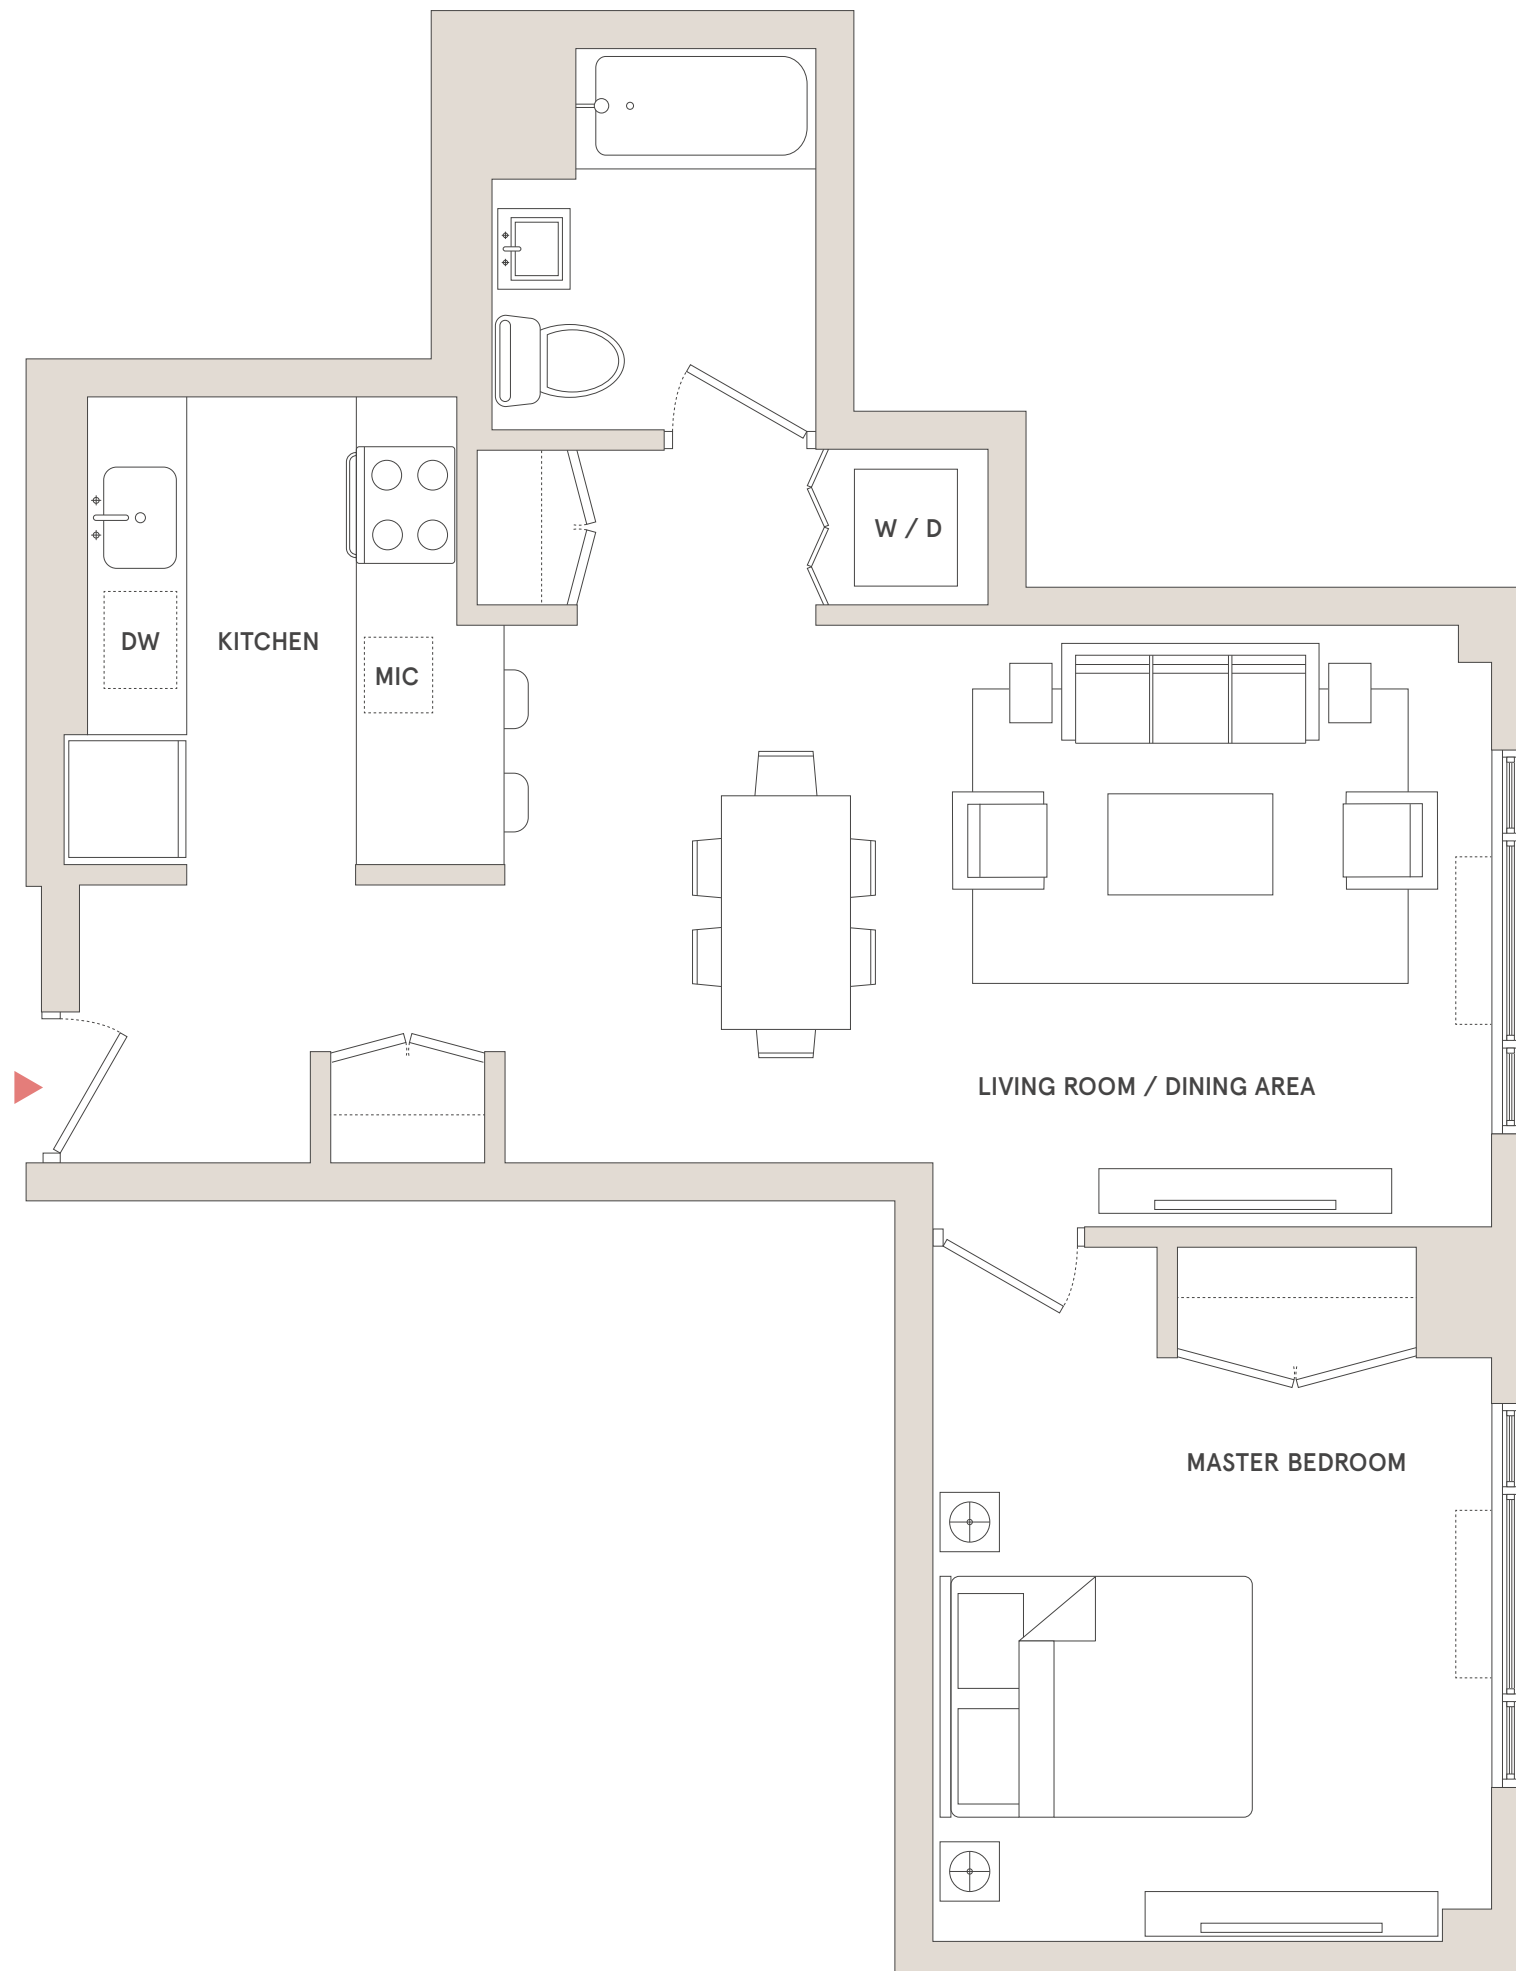 W / D
DW
KITCHEN
MIC
LIVING ROOM / DINING AREA
MASTER BEDROOM